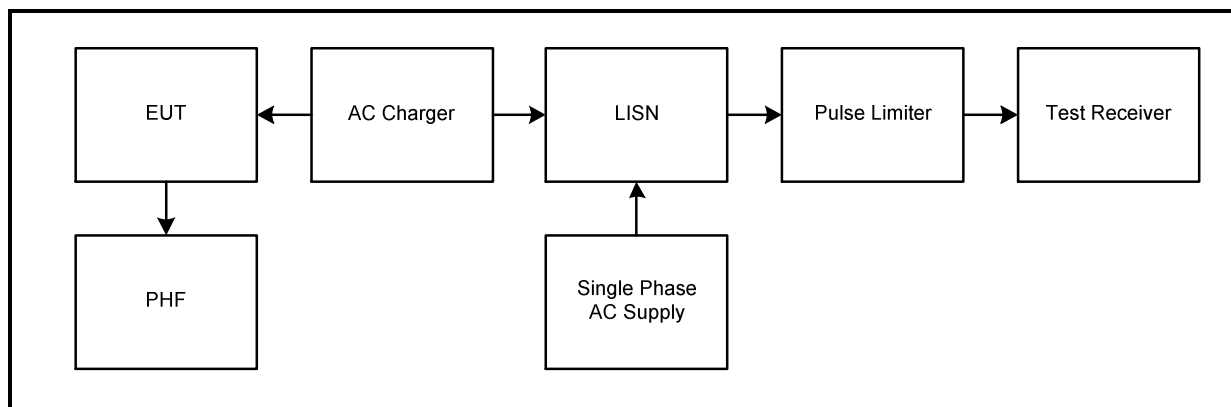 EUT
AC Charger
LISN
Pulse Limiter
Test Receiver
PHF
Single Phase
AC Supply